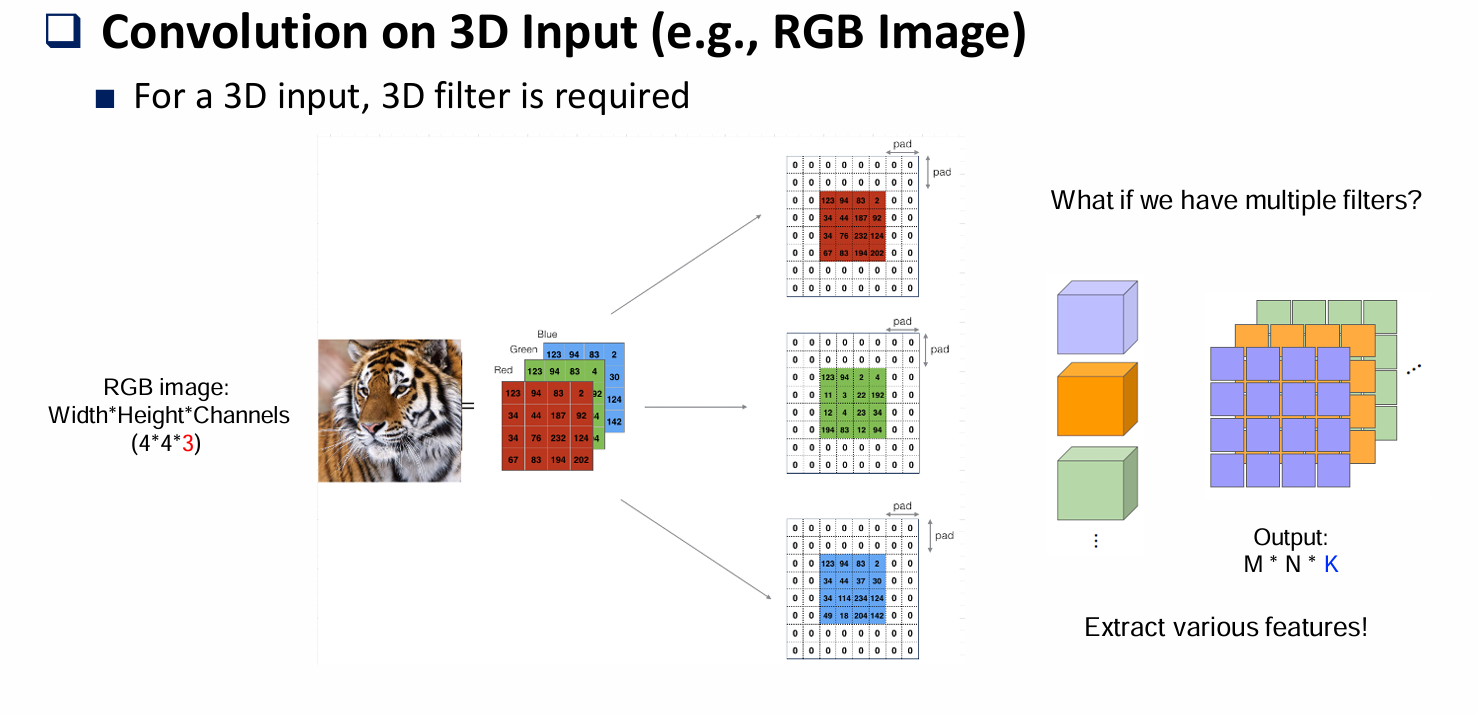 Convolution on 3D Input (e.g., RGB Image)
For a 3D input, 3D filter is required
RGB image:
Width*Height*Channels
(4*4*3)
=
Blue
123 94 83 2
30
124
142
Green
123 94 83 4
92
4
94
Red
123 94 83 2
34 44 187 92
34 76 232 124
67 83 194 202
pad
pad
0 0 0 0 0 0 0 0
0 0 0 0 0 0 0 0
0 0 123 94 83 2 0 0
0 0 34 44 187 92 0 0
0 0 34 76 232 124 0 0
0 0 67 83 194 202 0 0
0 0 0 0 0 0 0 0
0 0 0 0 0 0 0 0
pad
pad
0 0 0 0 0 0 0 0
0 0 0 0 0 0 0 0
0 0 123 94 2 4 0 0
0 0 11 3 22 192 0 0
0 0 12 4 23 34 0 0
0 0 194 83 12 94 0 0
0 0 0 0 0 0 0 0
0 0 0 0 0 0 0 0
pad
pad
0 0 0 0 0 0 0 0
0 0 0 0 0 0 0 0
0 0 123 94 83 2 0 0
0 0 34 44 37 30 0 0
0 0 34 114 234 124 0 0
0 0 49 18 204 142 0 0
0 0 0 0 0 0 0 0
0 0 0 0 0 0 0 0
What if we have multiple filters?
⋮
⋰
Output:
M * N * K
Extract various features!